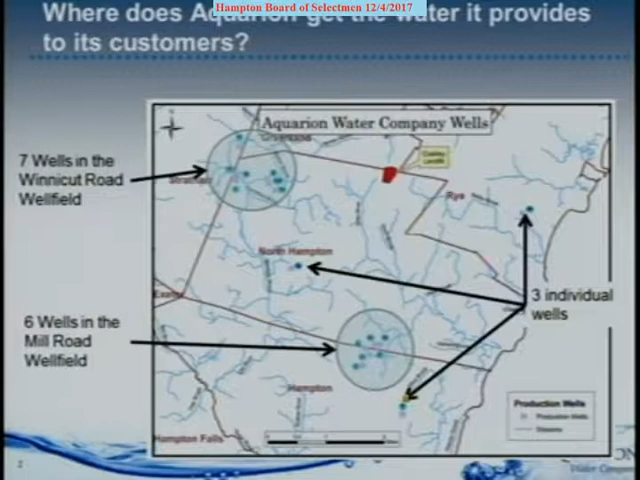 Hampton Board of Selectmen 12/4/2017
Where does Aquarion get the water it provides
to its customers?
Aquarion Water Company Wells
Greenland
7 Wells in the
Winnicut Road
Wellfield
Rye
North Hampton
Exeter
3 individual
wells
6 Wells in the
Mill Road
Wellfield
Hampton
Production Wells
Production Wells
Streams
Hampton Falls
2